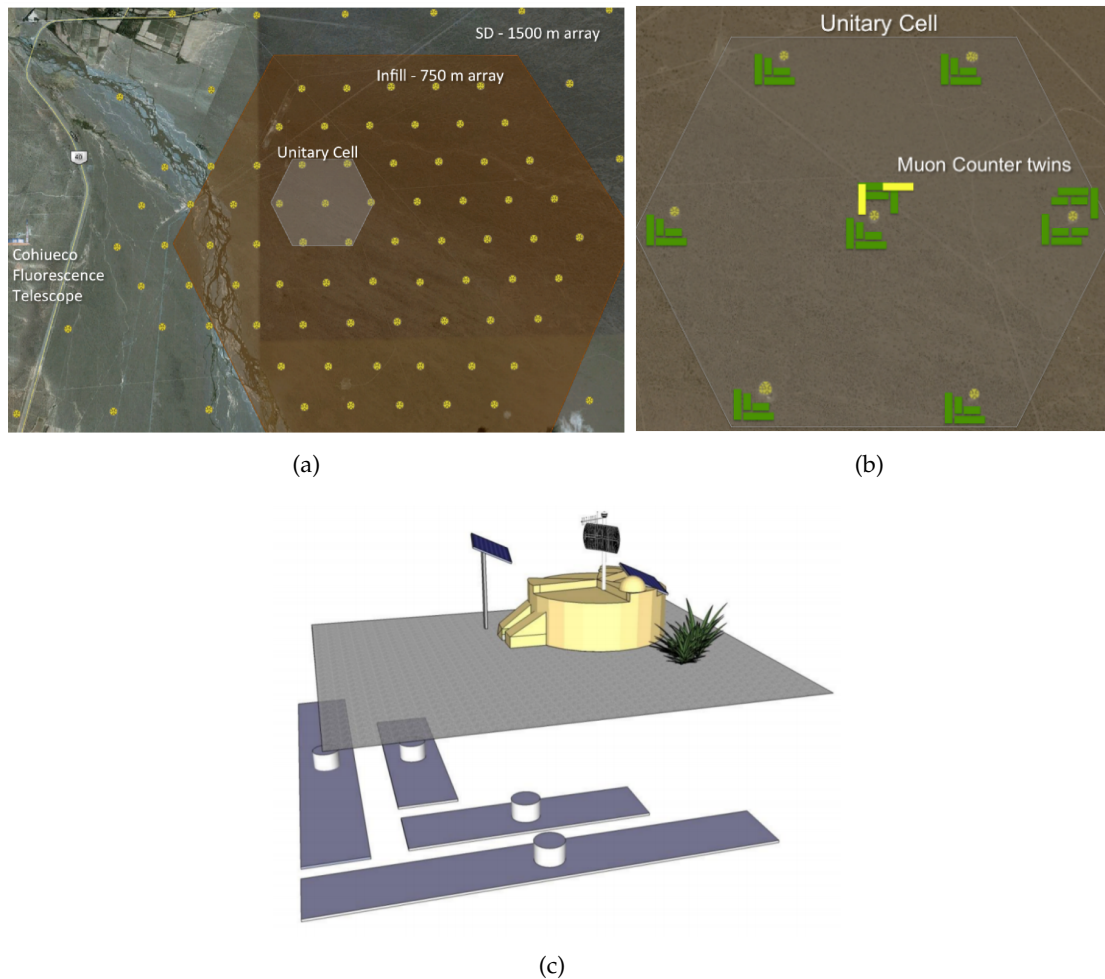 SD - 1500 m array
Infill - 750 m array
Unitary Cell
40
Cohiueco
Fluorescence
Telescope
(a)
Unitary Cell
Muon Counter twins
(b)
(c)